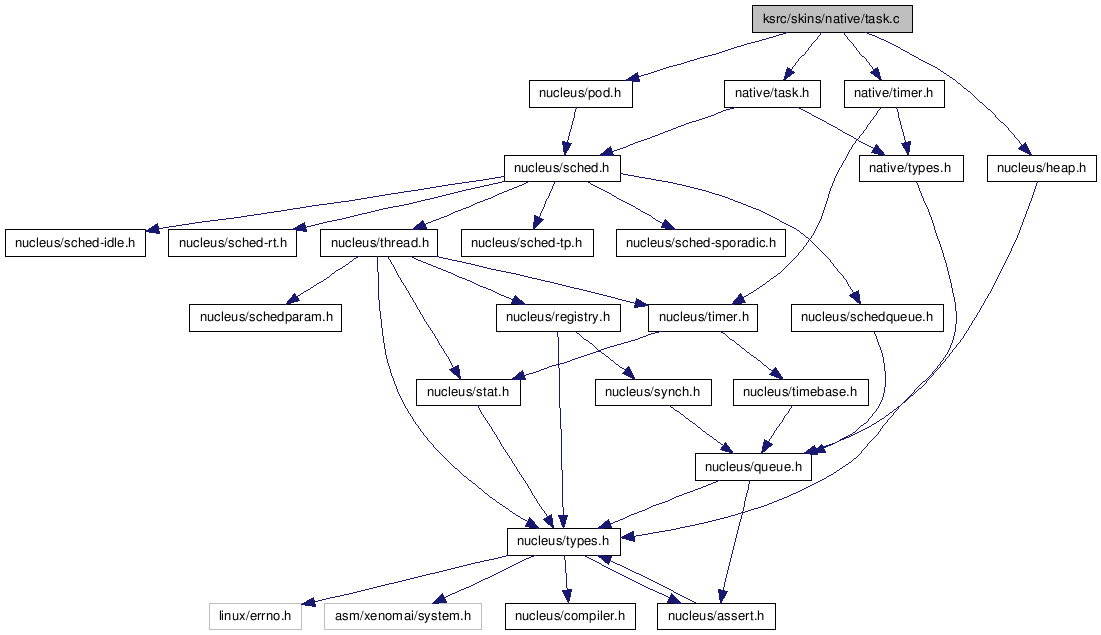 ksrc/skins/native/task.c
nucleus/pod.h
native/task.h
native/timer.h
nucleus/sched.h
native/types.h
nucleus/heap.h
nucleus/sched-idle.h
nucleus/sched-rt.h
nucleus/thread.h
nucleus/sched-tp.h
nucleus/sched-sporadic.h
nucleus/schedparam.h
nucleus/registry.h
nucleus/timer.h
nucleus/schedqueue.h
nucleus/stat.h
nucleus/synch.h
nucleus/timebase.h
nucleus/queue.h
nucleus/types.h
linux/errno.h
asm/xenomai/system.h
nucleus/compiler.h
nucleus/assert.h